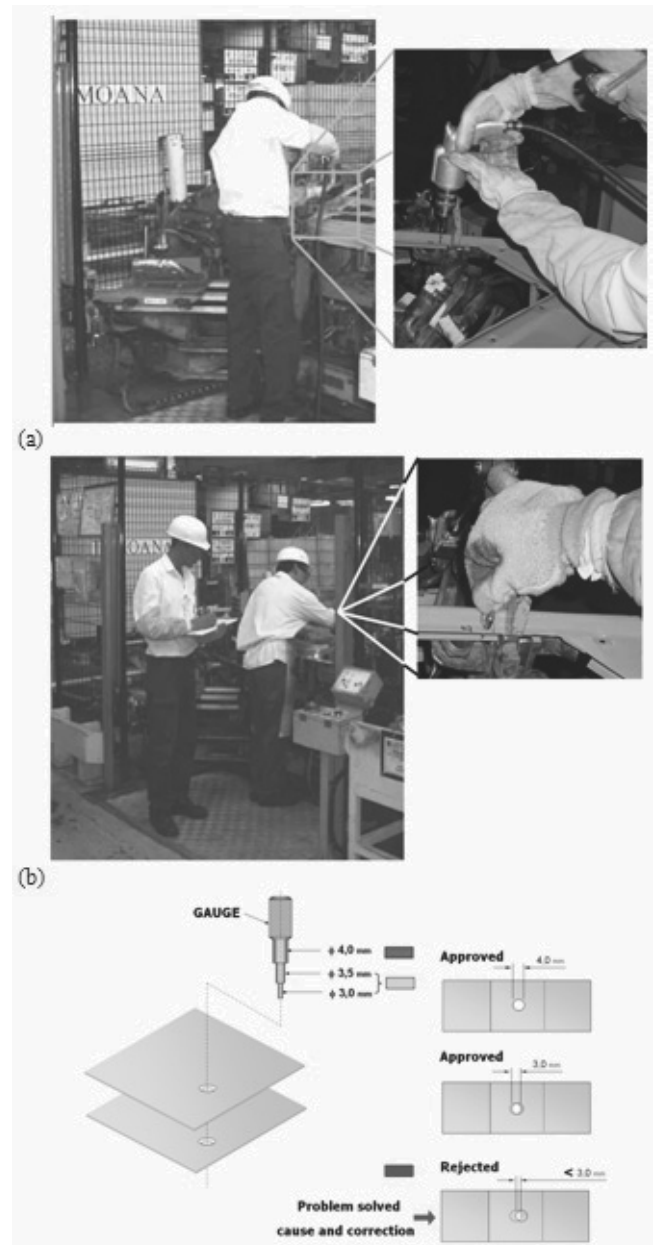 MOANA
(a)
OANA
(b)
GAUGE
ϕ 4,0 mm
ϕ 3,5 mm
ϕ 3,0 mm
Approved
4.0 mm
Approved
3.0 mm
Rejected
< 3.0 mm
Problem solved
cause and correction